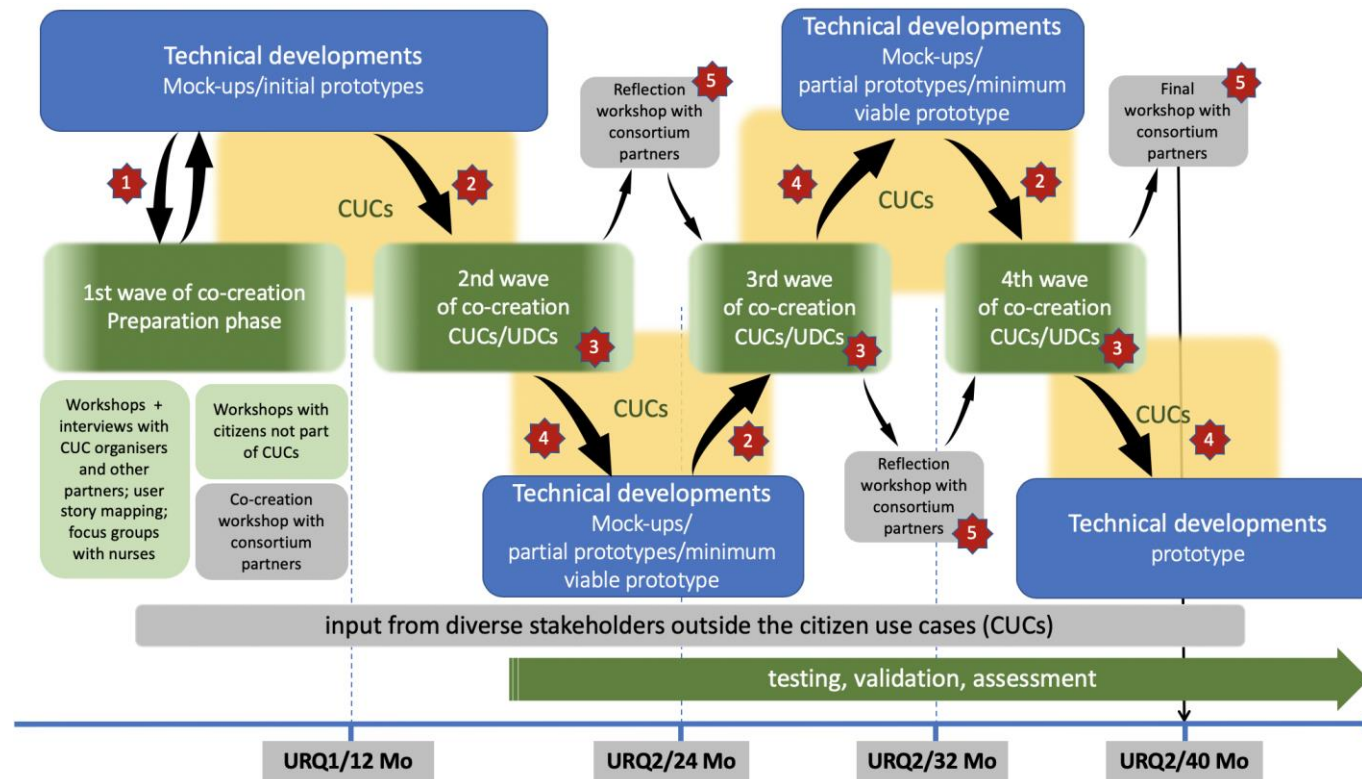 Technical developments
Mock-ups/initial prototypes
1
2
CUCs
1st wave of co-creation
Preparation phase
2nd wave
of co-creation
CUCs/UDCs
3
Reflection
workshop with
consortium
partners
5
Technical developments
Mock-ups/
partial prototypes/minimum
viable prototype
4
2
CUCs
3rd wave
of co-creation
CUCs/UDCs
3
4th wave
of co-creation
CUCs/UDCs
3
Final
workshop with
consortium
partners
5
Workshops +
interviews with
CUC organisers
and other
partners; user
story mapping;
focus groups
with nurses
Workshops with
citizens not part
of CUCs
Co-creation
workshop with
consortium
partners
CUCs
4
2
Technical developments
Mock-ups/
partial prototypes/minimum
viable prototype
Reflection
workshop with
consortium
partners
5
CUCs
4
Technical developments
prototype
input from diverse stakeholders outside the citizen use cases (CUCs)
testing, validation, assessment
URQ1/12 Mo
URQ2/24 Mo
URQ2/32 Mo
URQ2/40 Mo